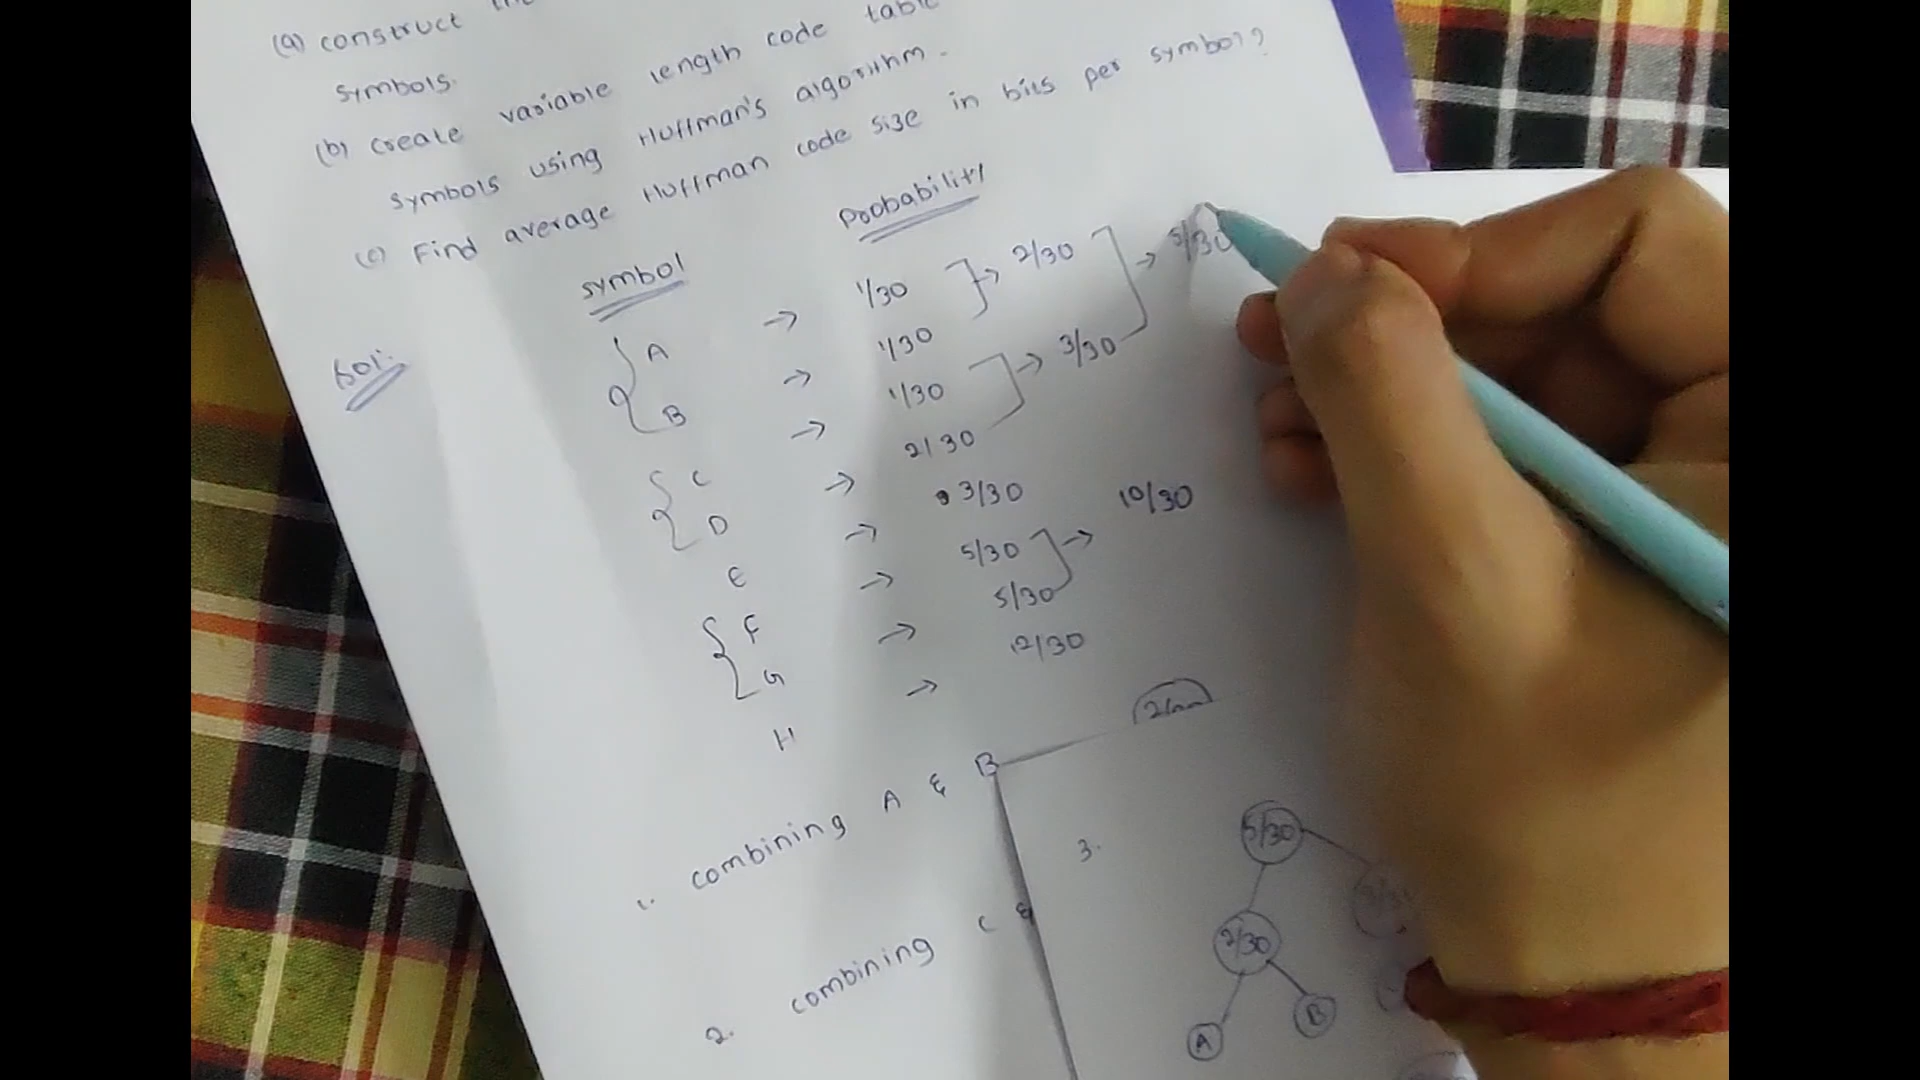 (a) construct
symbols.
(b) create variable length code table
symbols using Huffman's algorithm.
(c) Find average Huffman code size in bits per symbol?
Sol:
symbol Probability
A → 1/30 → 2/30 → 5/30
B → 1/30
C → 1/30 → 3/30
D → 2/30
E → 3/30
F → 5/30 → 10/30
G → 5/30
H → 12/30
1. combining A & B
2. combining C &
3.
5/30
2/30
A B